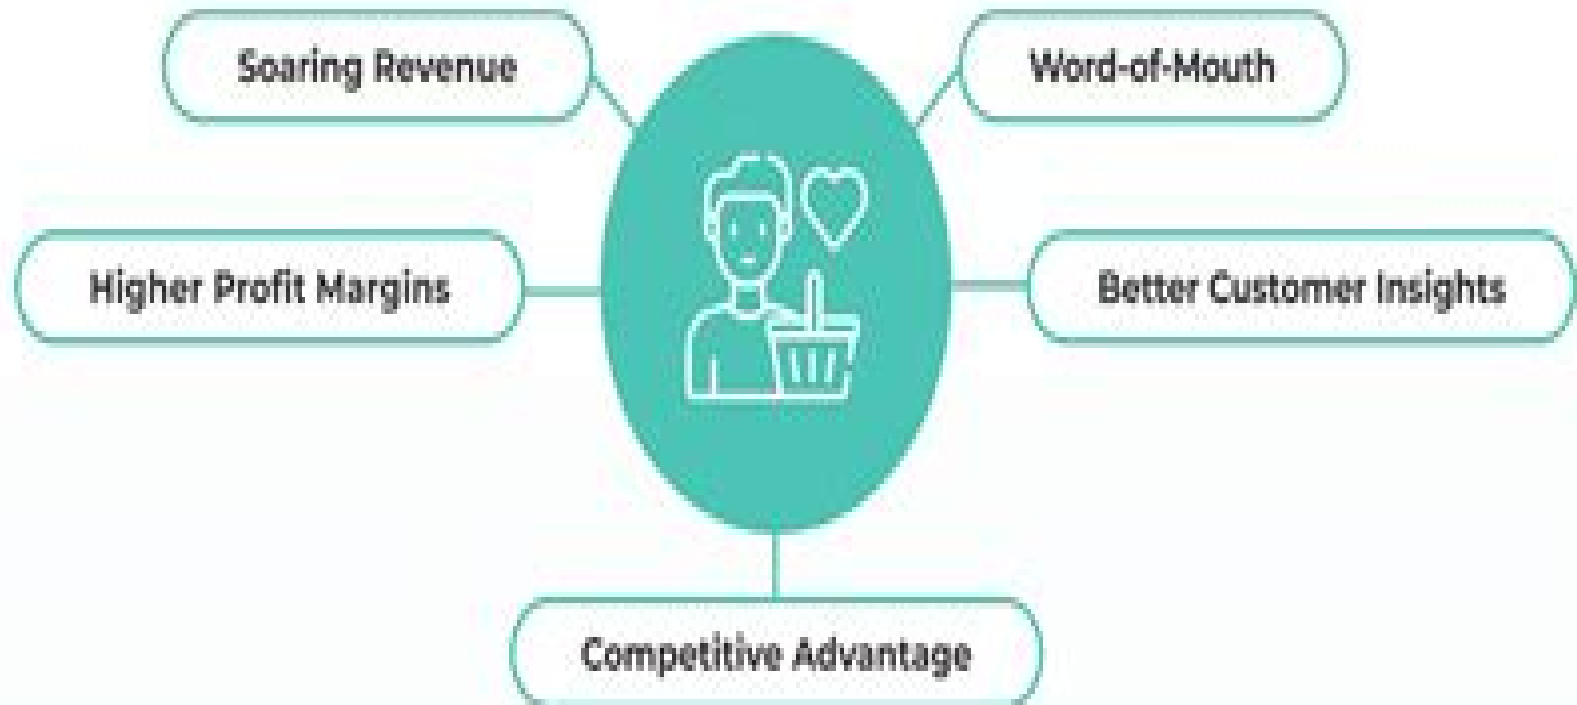 Soaring Revenue
Word-of-Mouth
Higher Profit Margins
Better Customer Insights
Competitive Advantage